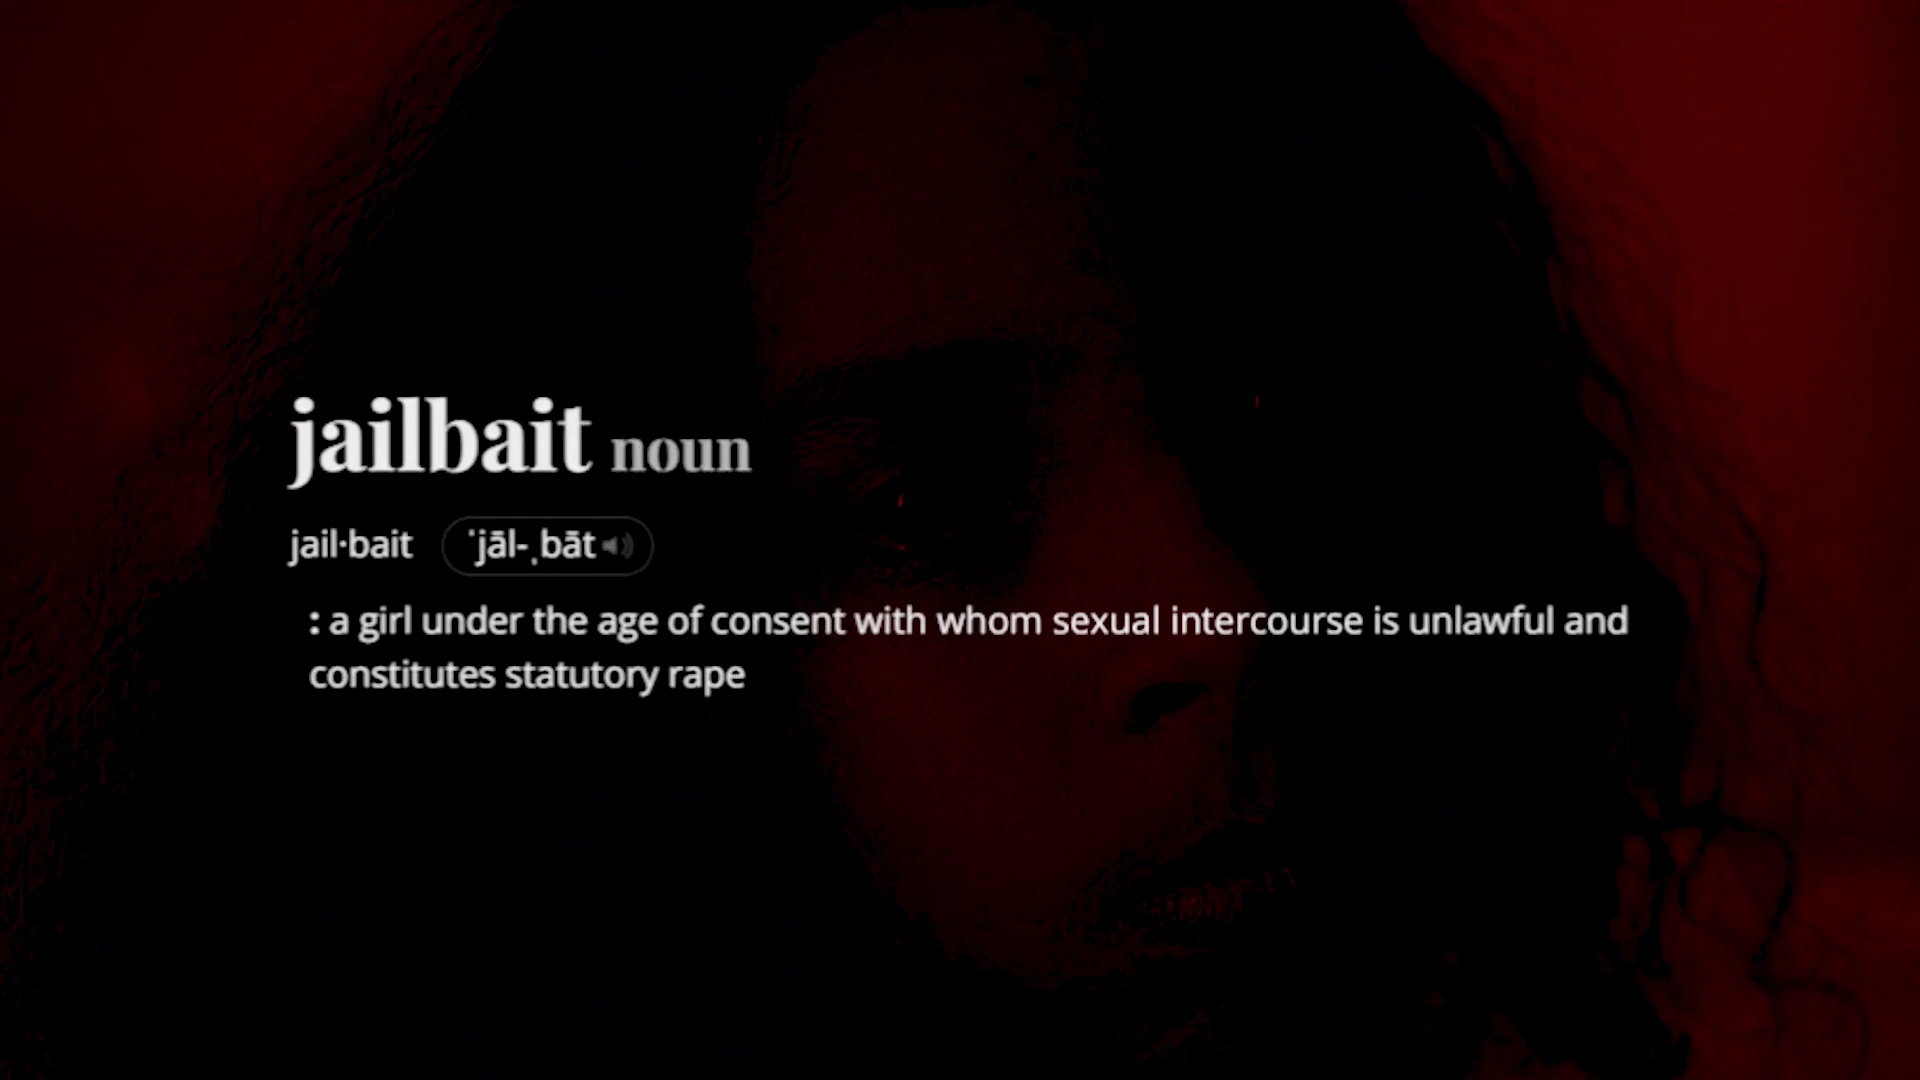 jailbait noun
jail·bait ˈjāl-ˌbāt
: a girl under the age of consent with whom sexual intercourse is unlawful and
constitutes statutory rape